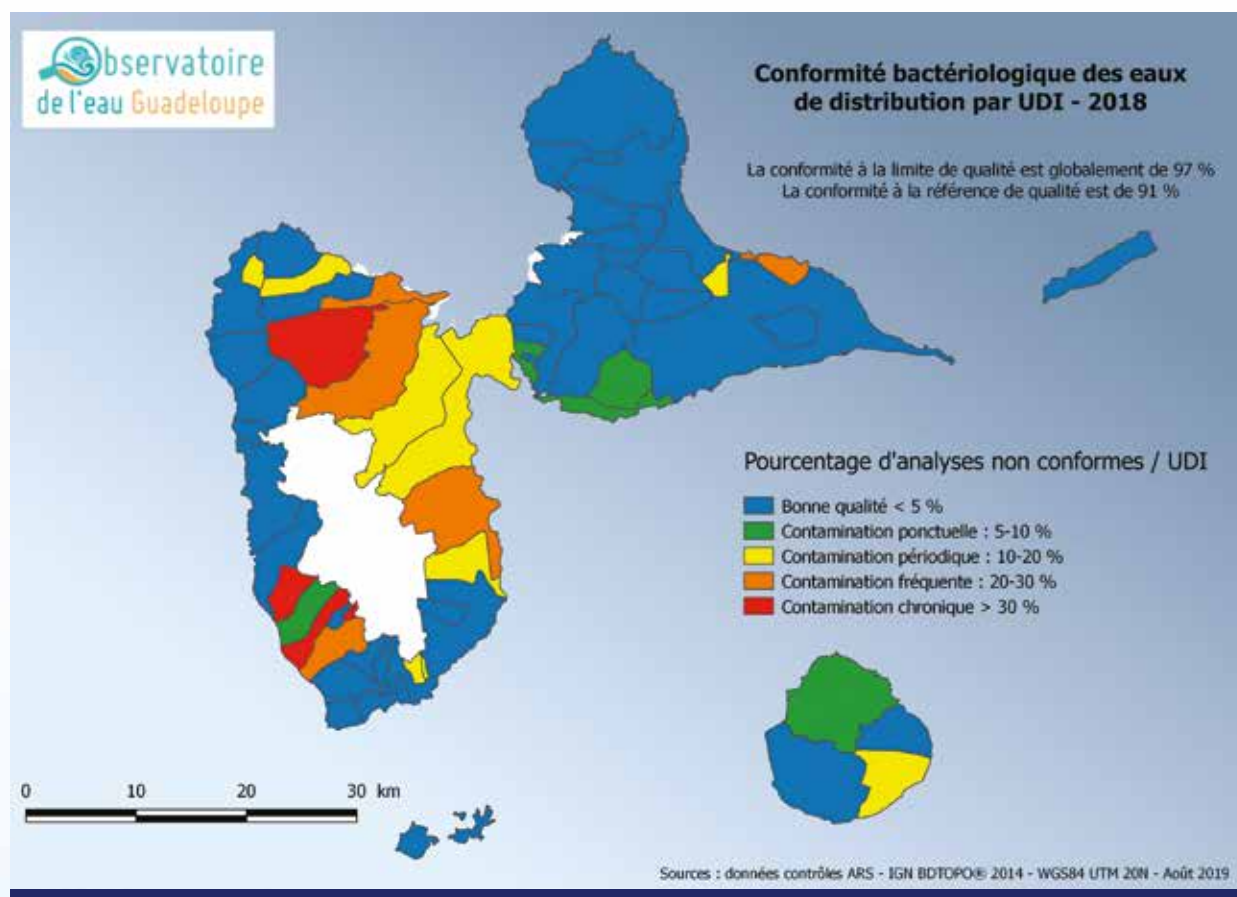 Observatoire
de l'eau Guadeloupe
Conformité bactériologique des eaux
de distribution par UDI - 2018
La conformité à la limite de qualité est globalement de 97 %
La conformité à la référence de qualité est de 91 %
Pourcentage d'analyses non conformes / UDI
Bonne qualité < 5 %
Contamination ponctuelle : 5-10 %
Contamination périodique : 10-20 %
Contamination fréquente : 20-30 %
Contamination chronique > 30 %
0 10 20 30 km
Sources : données contrôles ARS - IGN BDTOPO® 2014 - WGS84 UTM 20N - Août 2019